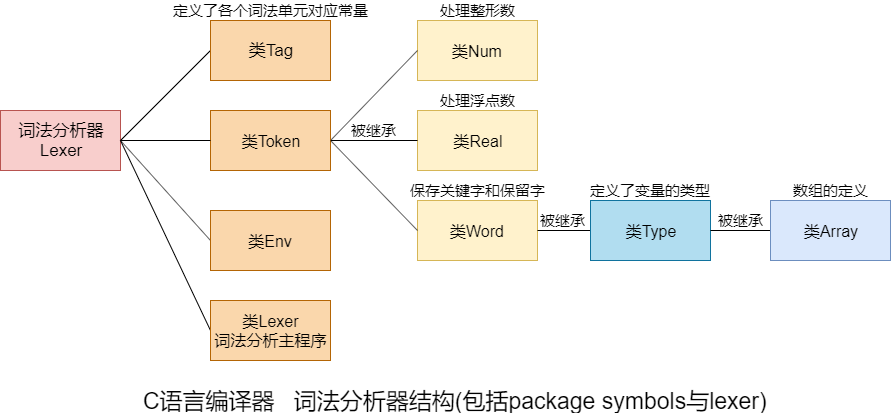 定义了各个词法单元对应常量
处理整形数
类Tag
类Num
处理浮点数
词法分析器
Lexer
类Token
被继承
类Real
保存关键字和保留字
定义了变量的类型
数组的定义
类Env
类Word
被继承
类Type
被继承
类Array
类Lexer
词法分析主程序
C语言编译器 词法分析器结构(包括package symbols与lexer)